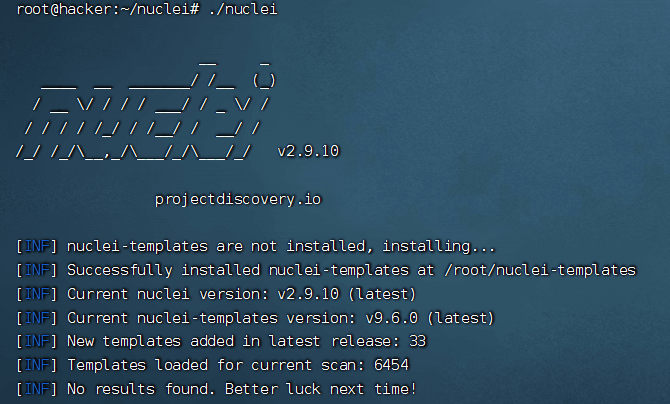 root@hacker:~/nuclei# ./nuclei
nuclei v2.9.10
projectdiscovery.io
[INF] nuclei-templates are not installed, installing...
[INF] Successfully installed nuclei-templates at /root/nuclei-templates
[INF] Current nuclei version: v2.9.10 (latest)
[INF] Current nuclei-templates version: v9.6.0 (latest)
[INF] New templates added in latest release: 33
[INF] Templates loaded for current scan: 6454
[INF] No results found. Better luck next time!